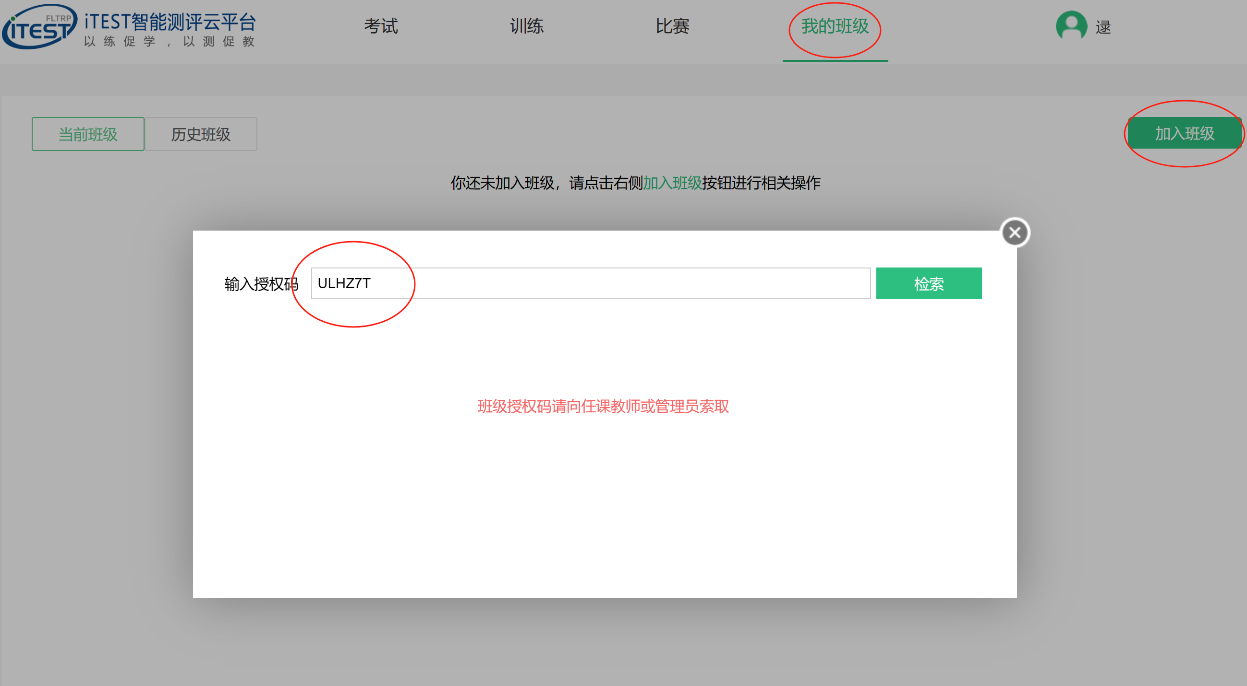 FLTRP
iTEST
iTEST智能测评云平台
以练促学，以测促教
考试 训练 比赛 我的班级
逯
当前班级 历史班级 加入班级
你还未加入班级，请点击右侧加入班级按钮进行相关操作
输入授权码 ULHZ7T 检索
班级授权码请向任课教师或管理员索取